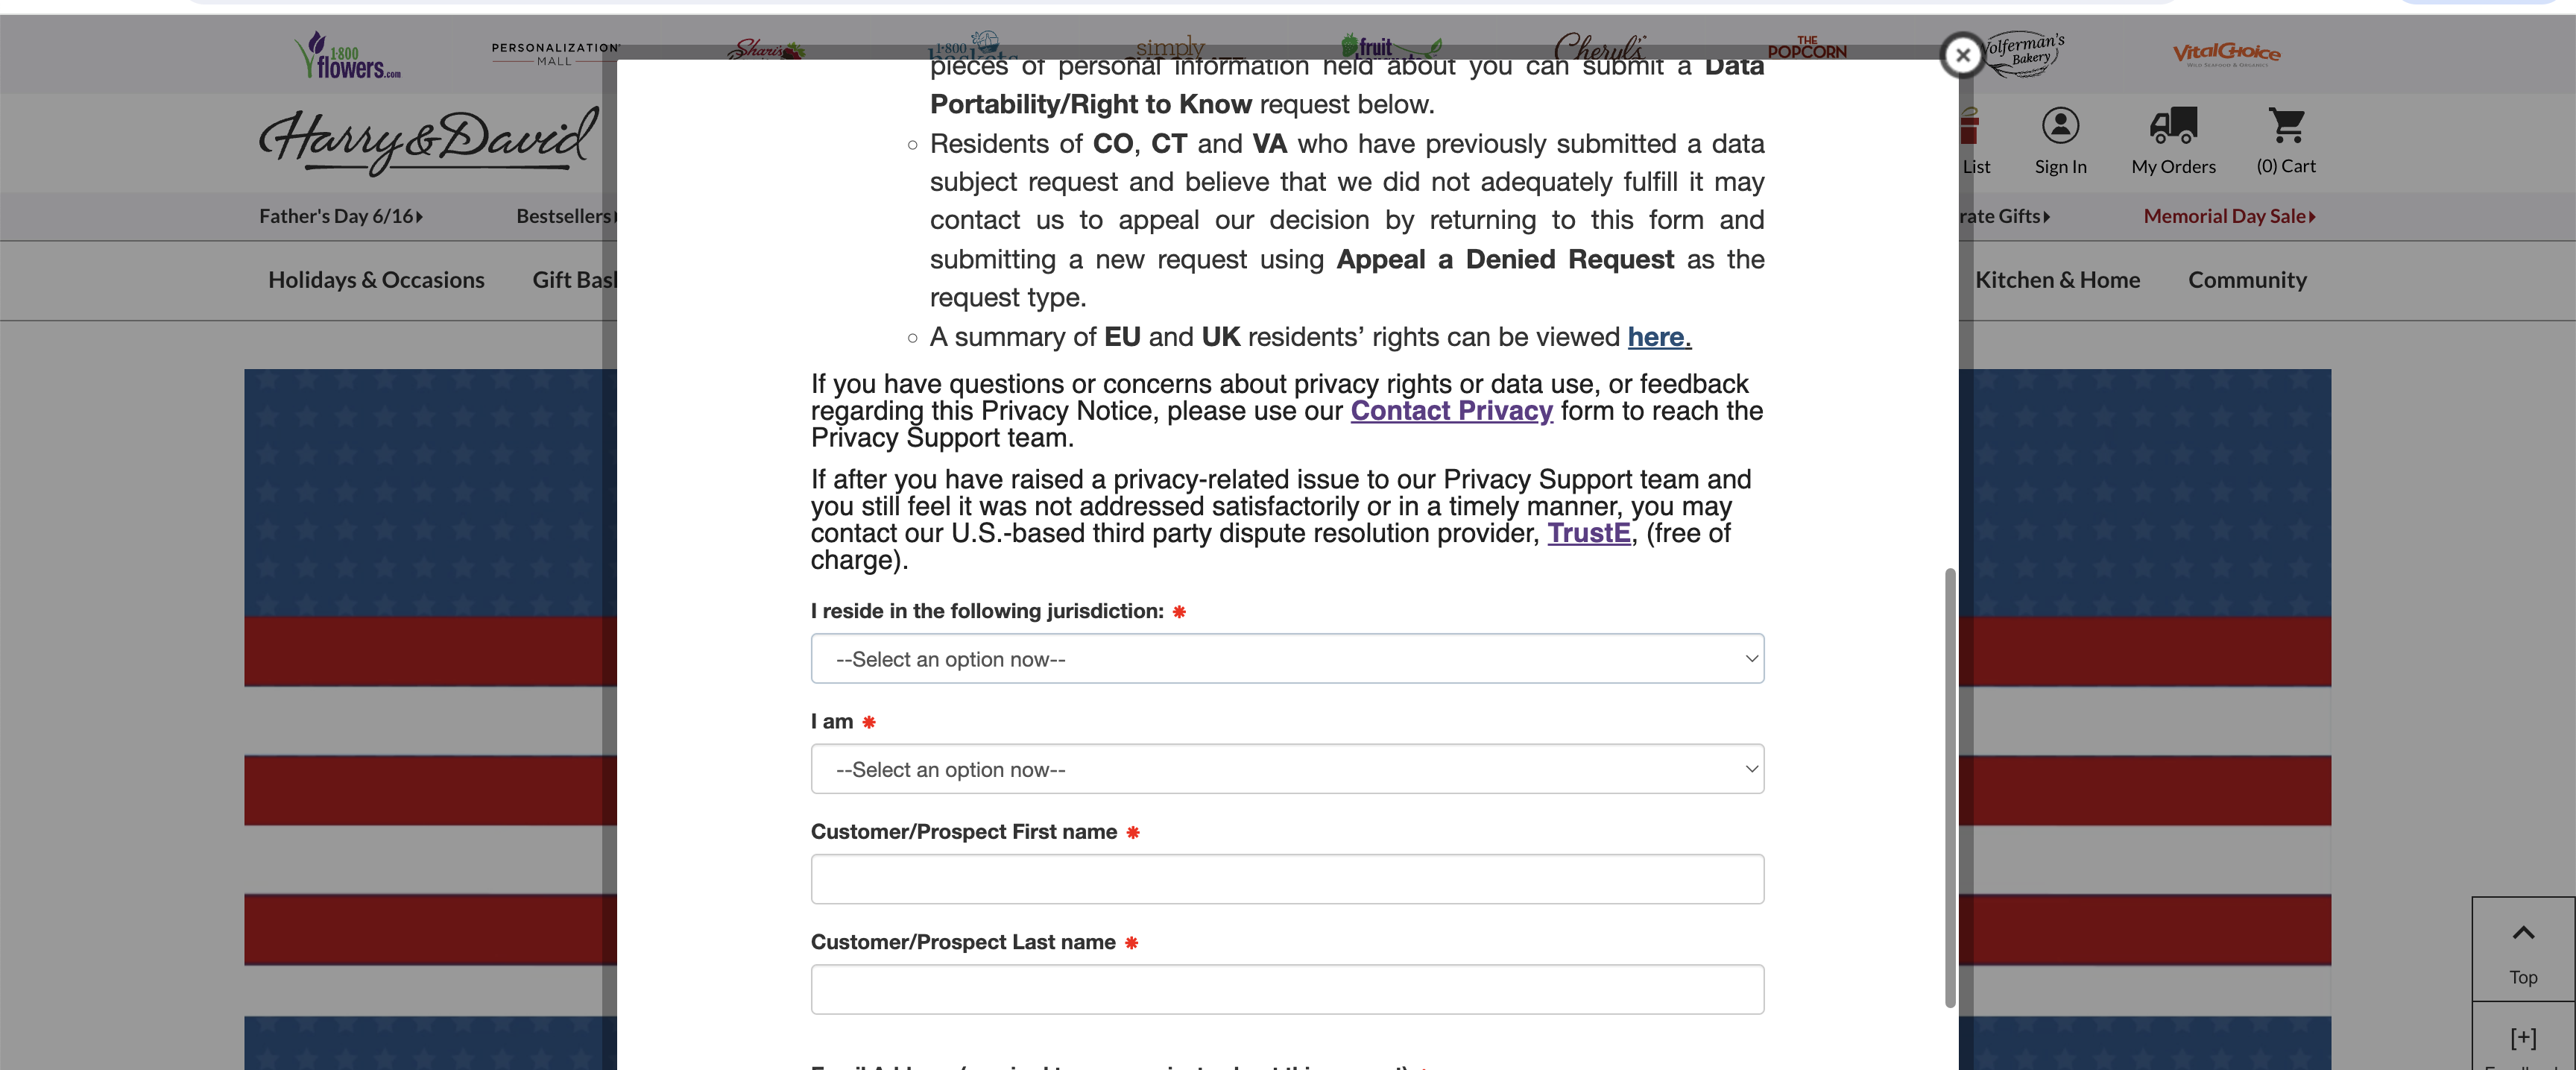 1·800
flowers.com
PERSONALIZATION
MALL
Shari's
1·800
baskets
simply
fruit
Cheryl's
THE
POPCORN
Wolferman's
Bakery
VitalChoice
WILD SEAFOOD & ORGANICS
Harry&David
List
Sign In
My Orders
(0) Cart
Father's Day 6/16
Bestsellers
rate Gifts
Memorial Day Sale
Holidays & Occasions
Gift Bas
Kitchen & Home
Community
pieces of personal information held about you can submit a Data
Portability/Right to Know request below.
Residents of CO, CT and VA who have previously submitted a data
subject request and believe that we did not adequately fulfill it may
contact us to appeal our decision by returning to this form and
submitting a new request using Appeal a Denied Request as the
request type.
A summary of EU and UK residents’ rights can be viewed here.
If you have questions or concerns about privacy rights or data use, or feedback
regarding this Privacy Notice, please use our Contact Privacy form to reach the
Privacy Support team.
If after you have raised a privacy-related issue to our Privacy Support team and
you still feel it was not addressed satisfactorily or in a timely manner, you may
contact our U.S.-based third party dispute resolution provider, TrustE, (free of
charge).
I reside in the following jurisdiction: *
--Select an option now--
I am *
--Select an option now--
Customer/Prospect First name *
Customer/Prospect Last name *
Top
[+]